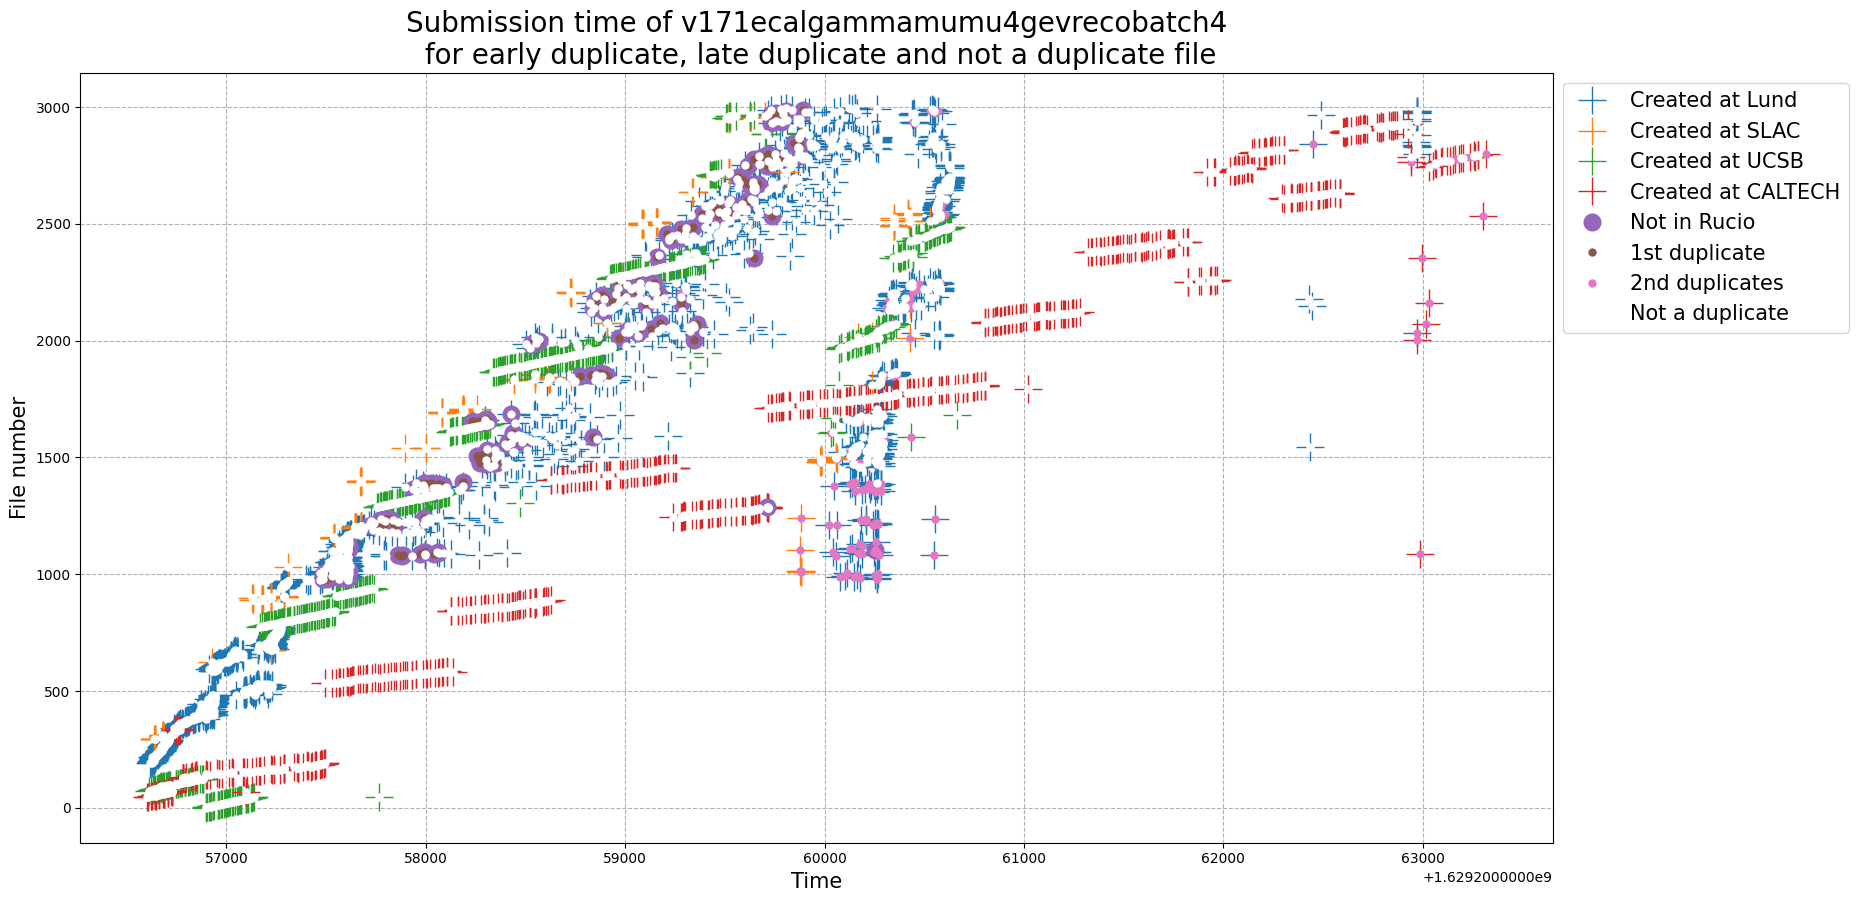 Submission time of v171ecalgammamumu4gevrecobatch4
for early duplicate, late duplicate and not a duplicate file
File number
3000
2500
2000
1500
1000
500
0
57000
58000
59000
60000
61000
62000
63000
Time
+1.6292000000e9
Created at Lund
Created at SLAC
Created at UCSB
Created at CALTECH
Not in Rucio
1st duplicate
2nd duplicates
Not a duplicate